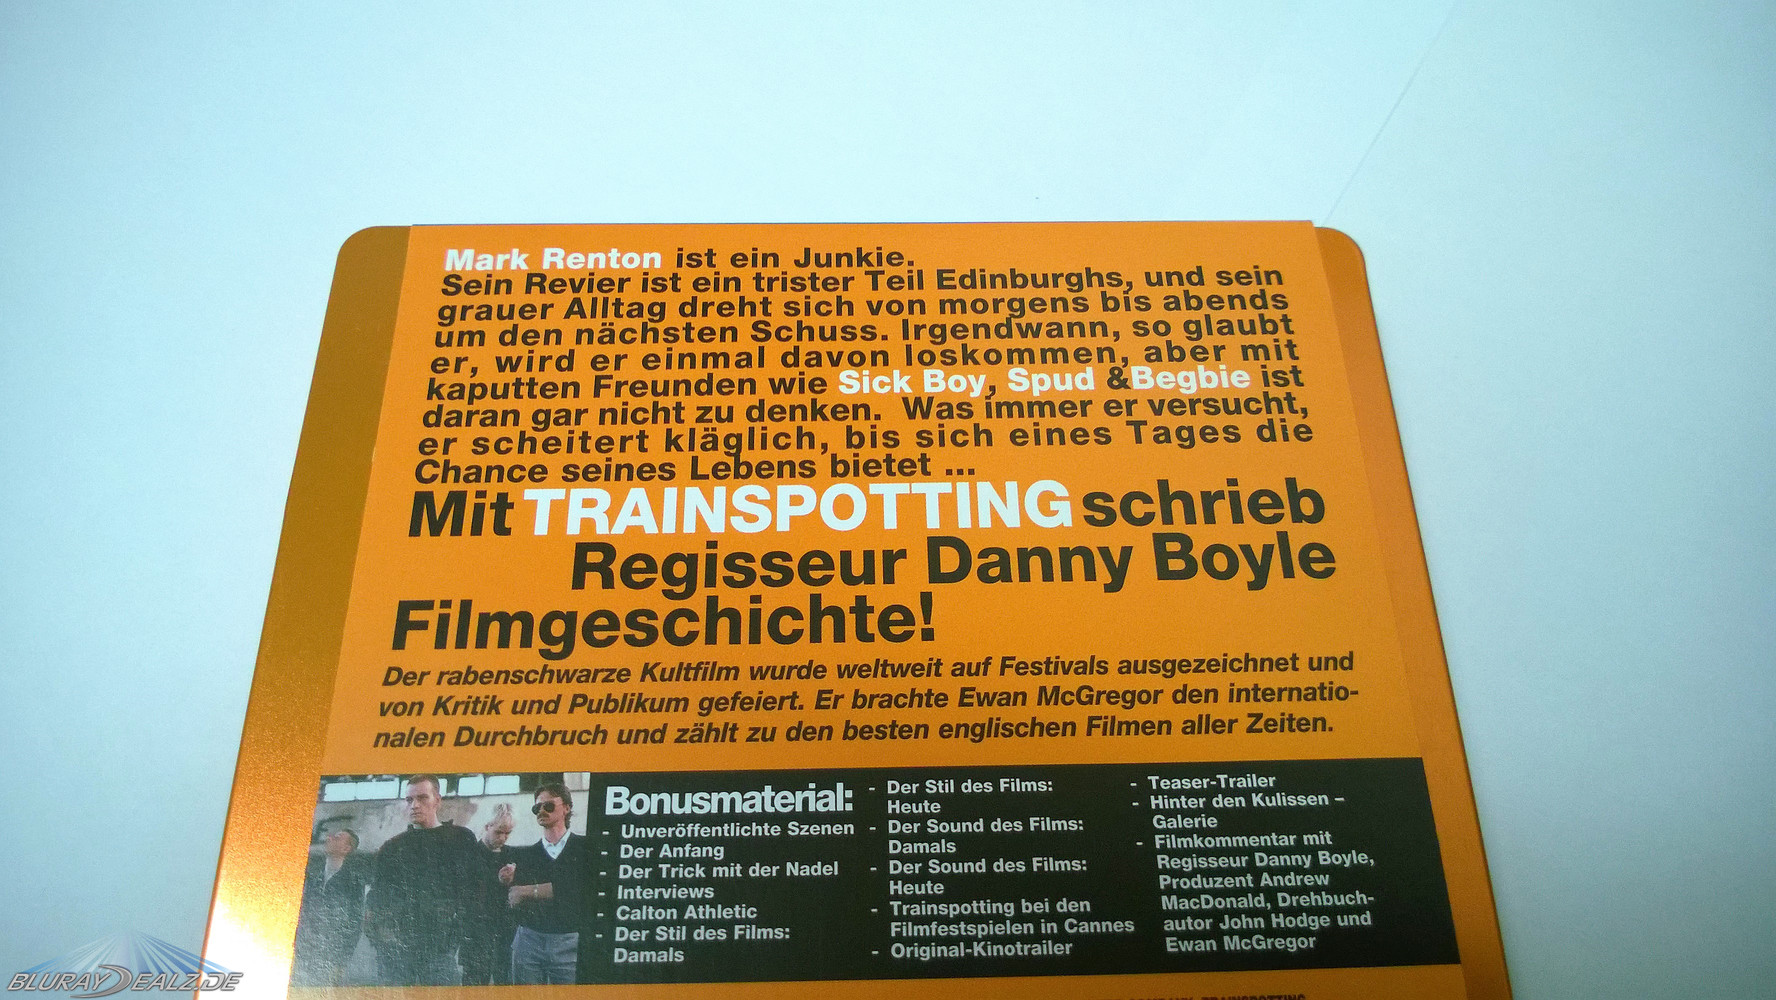 Mark Renton ist ein Junkie.
Sein Revier ist ein trister Teil Edinburghs, und sein
grauer Alltag dreht sich von morgens bis abends
um den nächsten Schuss. Irgendwann, so glaubt
er, wird er einmal davon loskommen, aber mit
kaputten Freunden wie Sick Boy, Spud &Begbie ist
daran gar nicht zu denken. Was immer er versucht,
er scheitert kläglich, bis sich eines Tages die
Chance seines Lebens bietet ...
Mit TRAINSPOTTING schrieb
Regisseur Danny Boyle
Filmgeschichte!
Der rabenschwarze Kultfilm wurde weltweit auf Festivals ausgezeichnet und
von Kritik und Publikum gefeiert. Er brachte Ewan McGregor den internatio-
nalen Durchbruch und zählt zu den besten englischen Filmen aller Zeiten.
Bonusmaterial:
- Unveröffentlichte Szenen
- Der Anfang
- Der Trick mit der Nadel
- Interviews
- Calton Athletic
- Der Stil des Films:
Damals
- Der Stil des Films:
Heute
- Der Sound des Films:
Damals
- Der Sound des Films:
Heute
- Trainspotting bei den
Filmfestspielen in Cannes
- Original-Kinotrailer
- Teaser-Trailer
- Hinter den Kulissen –
Galerie
- Filmkommentar mit
Regisseur Danny Boyle,
Produzent Andrew
MacDonald, Drehbuch-
autor John Hodge und
Ewan McGregor
BLURAYDEALZ.DE